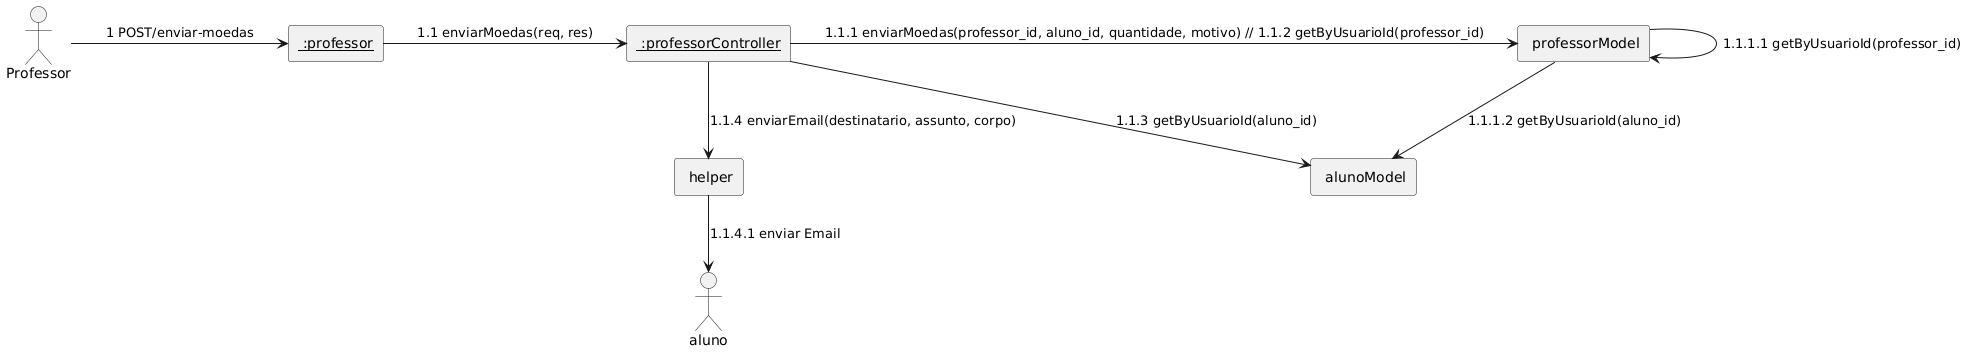 1 POST/enviar-moedas
:professor
1.1 enviarMoedas(req, res)
:professorController
1.1.1 enviarMoedas(professor_id, aluno_id, quantidade, motivo) // 1.1.2 getByUsuarioId(professor_id)
professorModel
1.1.1.1 getByUsuarioId(professor_id)
Professor
1.1.4 enviarEmail(destinatario, assunto, corpo)
1.1.3 getByUsuarioId(aluno_id)
1.1.1.2 getByUsuarioId(aluno_id)
helper
alunoModel
1.1.4.1 enviar Email
aluno